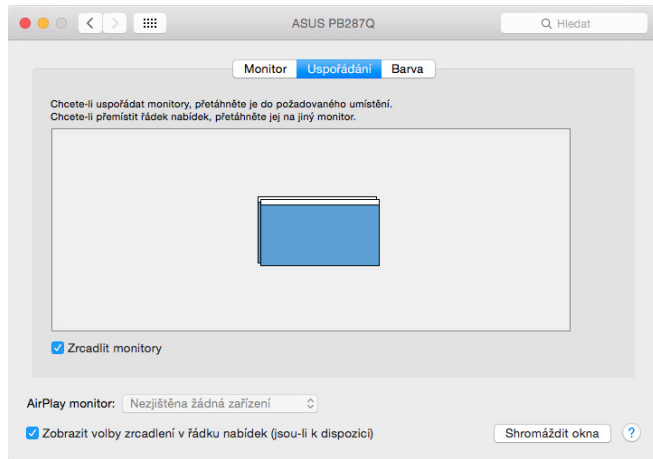 ASUS PB287Q
Hledat
Monitor Uspořádání Barva
Chcete-li uspořádat monitory, přetáhněte je do požadovaného umístění.
Chcete-li přemístit řádek nabídek, přetáhněte jej na jiný monitor.
Zrcadlit monitory
AirPlay monitor: Nezjištěna žádná zařízení
Zobrazit volby zrcadlení v řádku nabídek (jsou-li k dispozici) Shromáždit okna ?